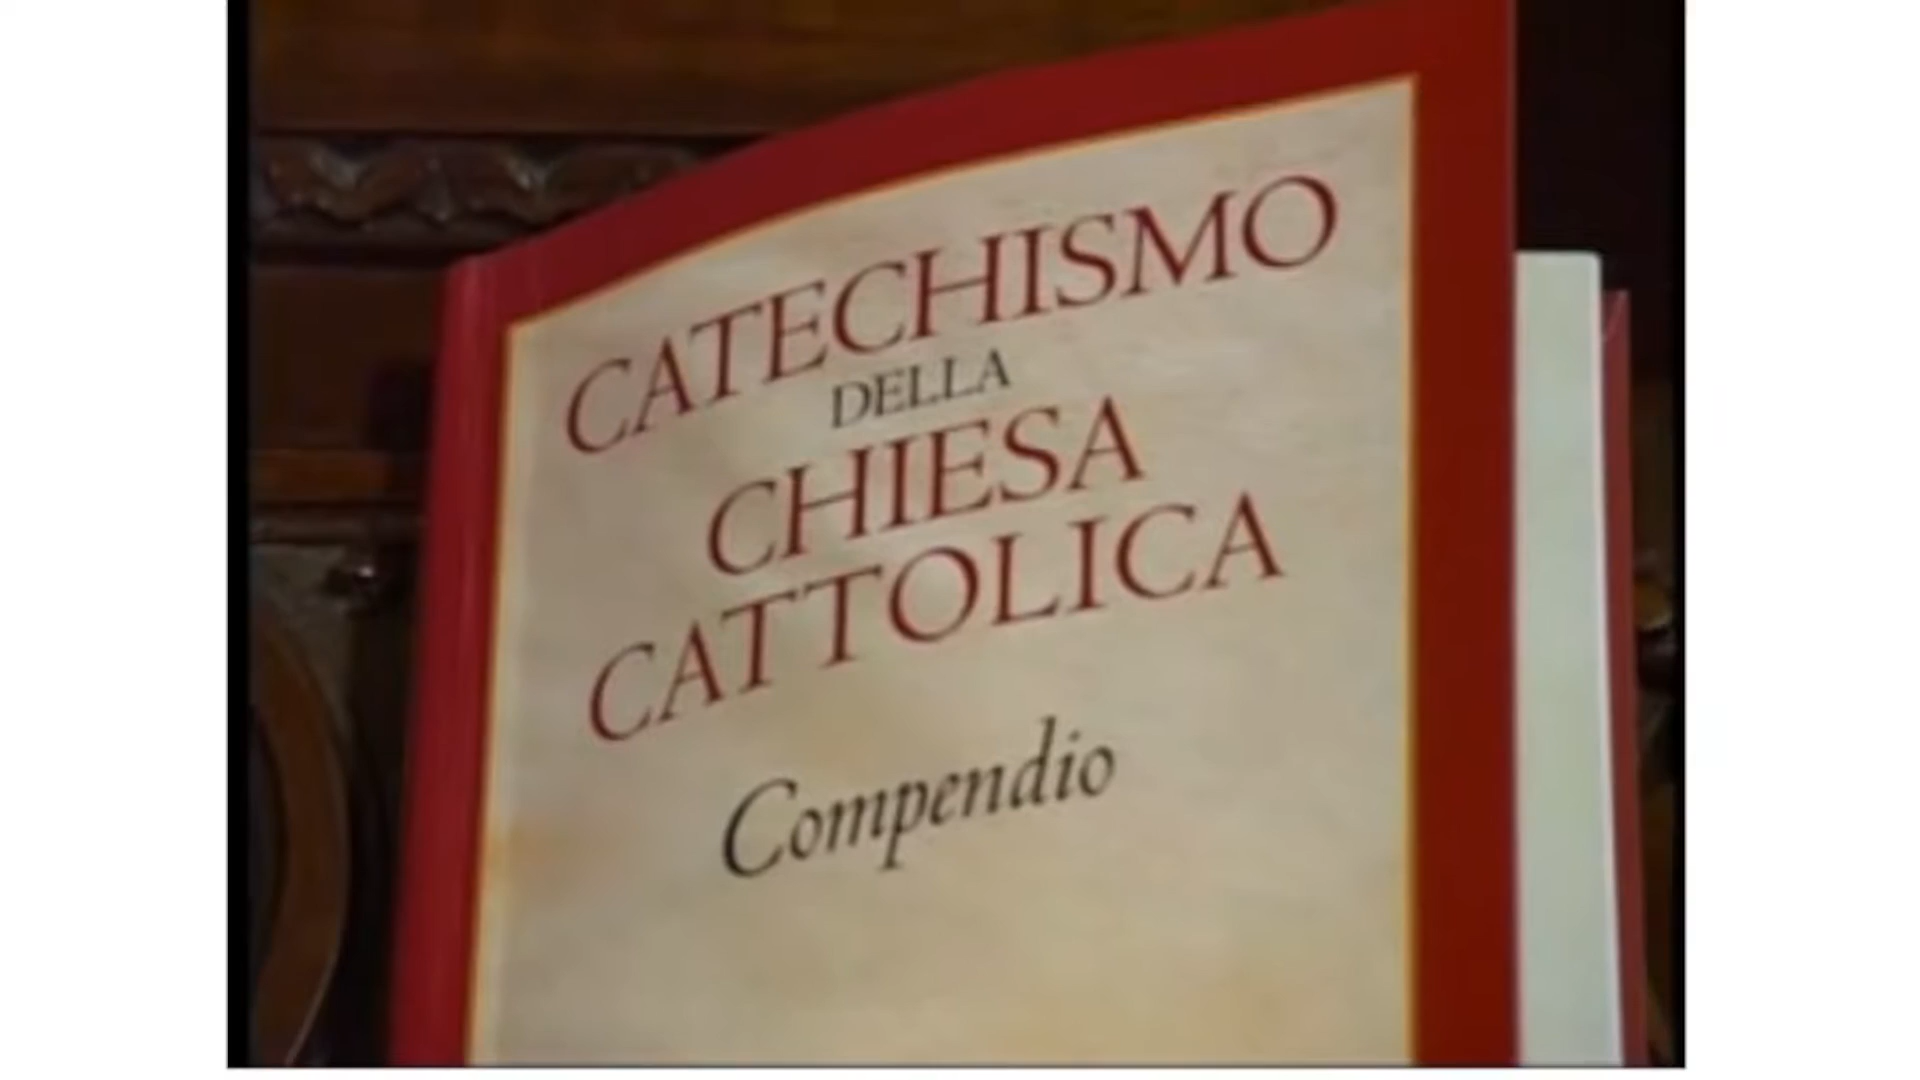 CATECHISMO
DELLA
CHIESA
CATTOLICA
Compendio